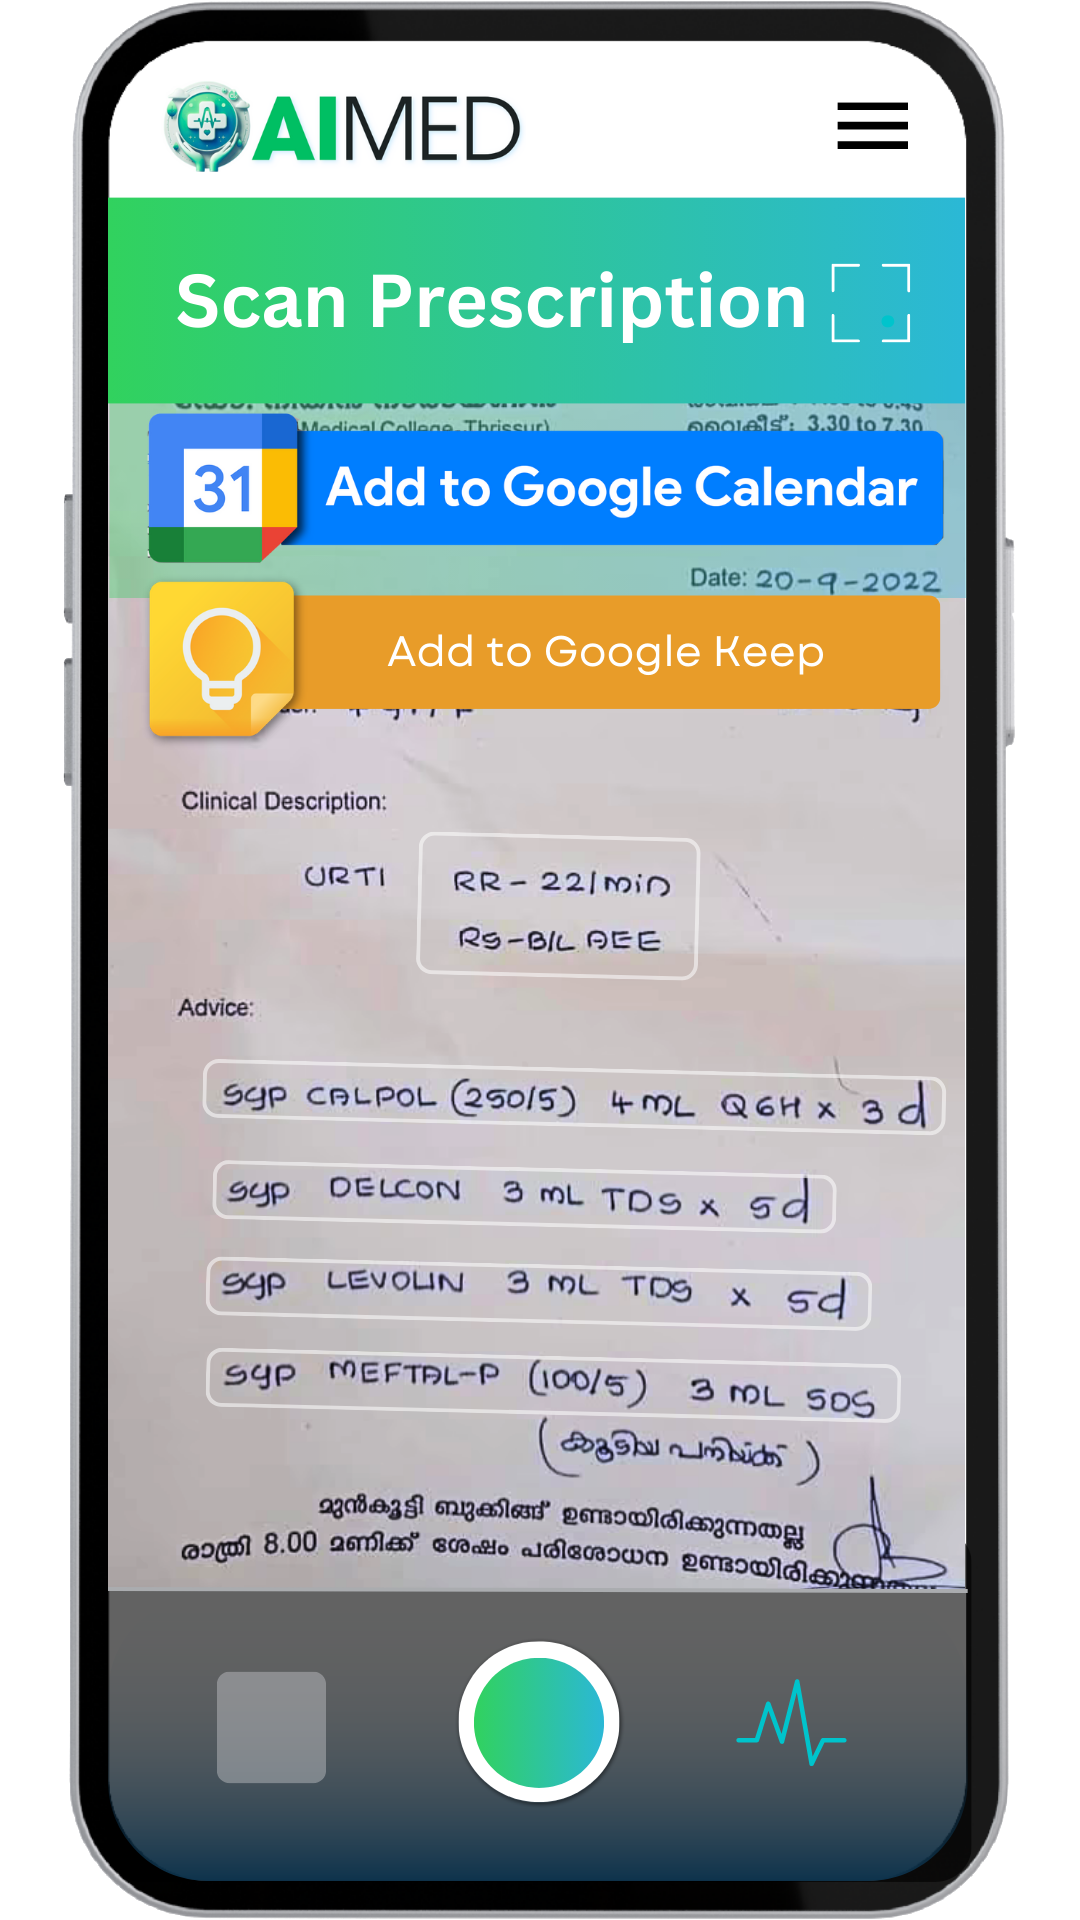 AIMED
Scan Prescription
Medical College, Thrissur)
വൈകീട്ട്: 3.30 to 7.30
31
Add to Google Calendar
Date: 20-9-2022
Add to Google Keep
Clinical Description:
URTI RR - 22/min
RS - B/L AEE
Advice:
Syp CALPOL (250/5) 4 mL Q6H x 3 d
Syp DELCON 3 mL TDS x 5d
Syp LEVOLIN 3 mL TDS x 5d
Syp MEFTAL-P (100/5) 3 mL SOS
(കൂടിയ പനിയ്ക്ക്)
മുൻകൂട്ടി ബുക്കിങ്ങ് ഉണ്ടായിരിക്കുന്നതല്ല
രാത്രി 8.00 മണിക്ക് ശേഷം പരിശോധന